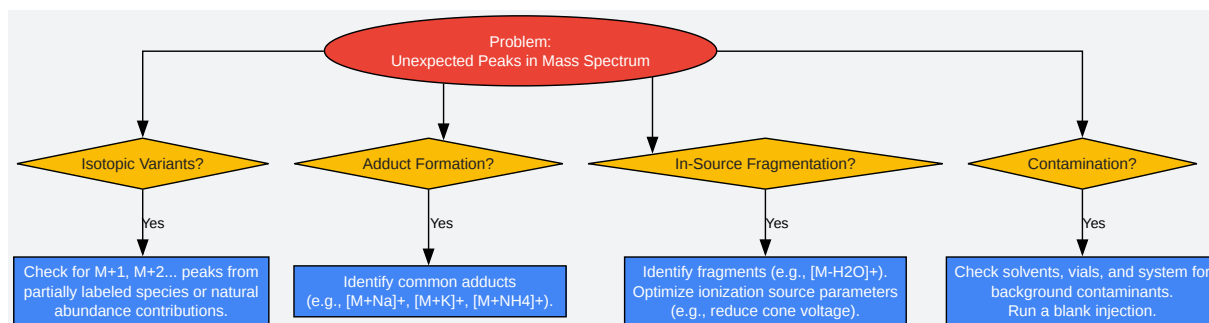 Problem:
Unexpected Peaks in Mass Spectrum
Isotopic Variants?
Adduct Formation?
In-Source Fragmentation?
Contamination?
Yes
Yes
Yes
Yes
Check for M+1, M+2... peaks from
partially labeled species or natural
abundance contributions.
Identify common adducts
(e.g., [M+Na]+, [M+K]+, [M+NH4]+).
Identify fragments (e.g., [M-H2O]+).
Optimize ionization source parameters
(e.g., reduce cone voltage).
Check solvents, vials, and system for
background contaminants.
Run a blank injection.